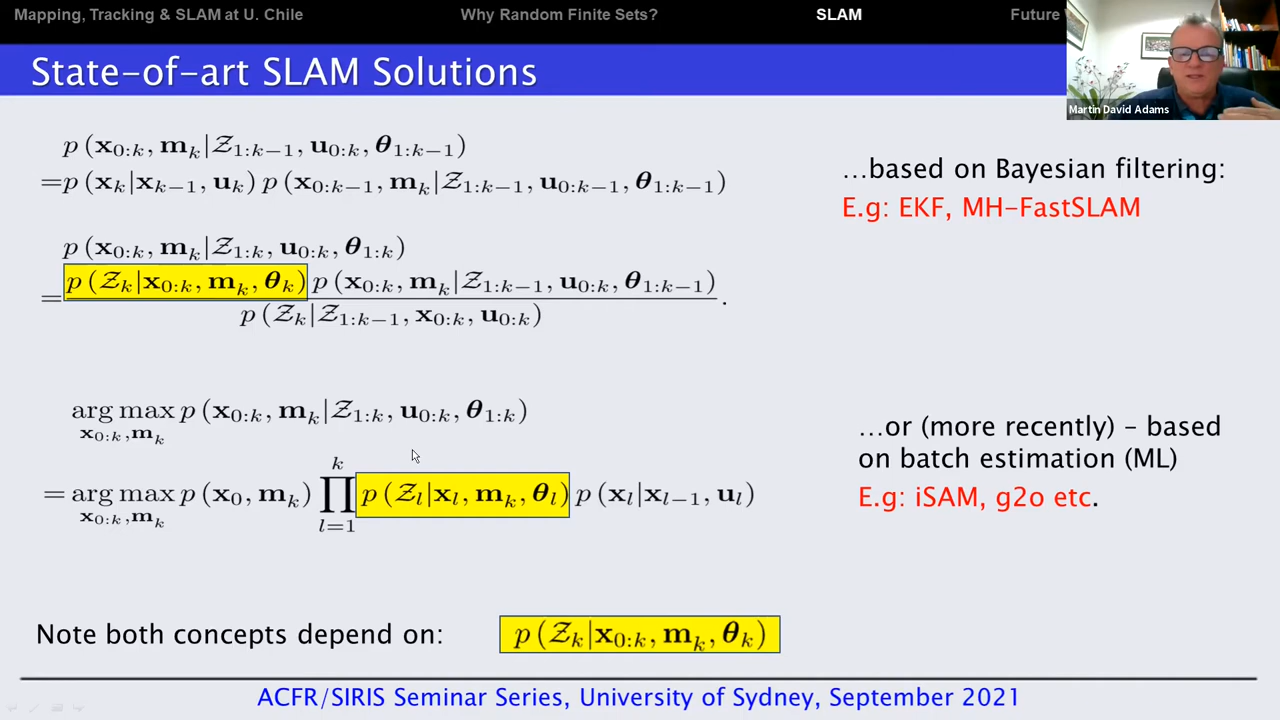 Mapping, Tracking & SLAM at U. Chile Why Random Finite Sets? SLAM Future
State-of-art SLAM Solutions
Martin David Adams
p (x₀:ₖ, mₖ|𝒵₁:ₖ₋₁, u₀:ₖ, θ₁:ₖ₋₁)
=p (xₖ|xₖ₋₁, uₖ) p (x₀:ₖ₋₁, mₖ|𝒵₁:ₖ₋₁, u₀:ₖ₋₁, θ₁:ₖ₋₁)
...based on Bayesian filtering:
E.g: EKF, MH-FastSLAM
p (x₀:ₖ, mₖ|𝒵₁:ₖ, u₀:ₖ, θ₁:ₖ)
= p (𝒵ₖ|x₀:ₖ, mₖ, θₖ) p (x₀:ₖ, mₖ|𝒵₁:ₖ₋₁, u₀:ₖ, θ₁:ₖ₋₁) .
p (𝒵ₖ|𝒵₁:ₖ₋₁, x₀:ₖ, u₀:ₖ)
arg max p (x₀:ₖ, mₖ|𝒵₁:ₖ, u₀:ₖ, θ₁:ₖ)
x₀:ₖ,mₖ
k
= arg max p (x₀, mₖ) ∏ p (𝒵ₗ|xₗ, mₖ, θₗ) p (xₗ|xₗ₋₁, uₗ)
x₀:ₖ,mₖ l=1
...or (more recently) – based
on batch estimation (ML)
E.g: iSAM, g2o etc.
Note both concepts depend on: p (𝒵ₖ|x₀:ₖ, mₖ, θₖ)
ACFR/SIRIS Seminar Series, University of Sydney, September 2021